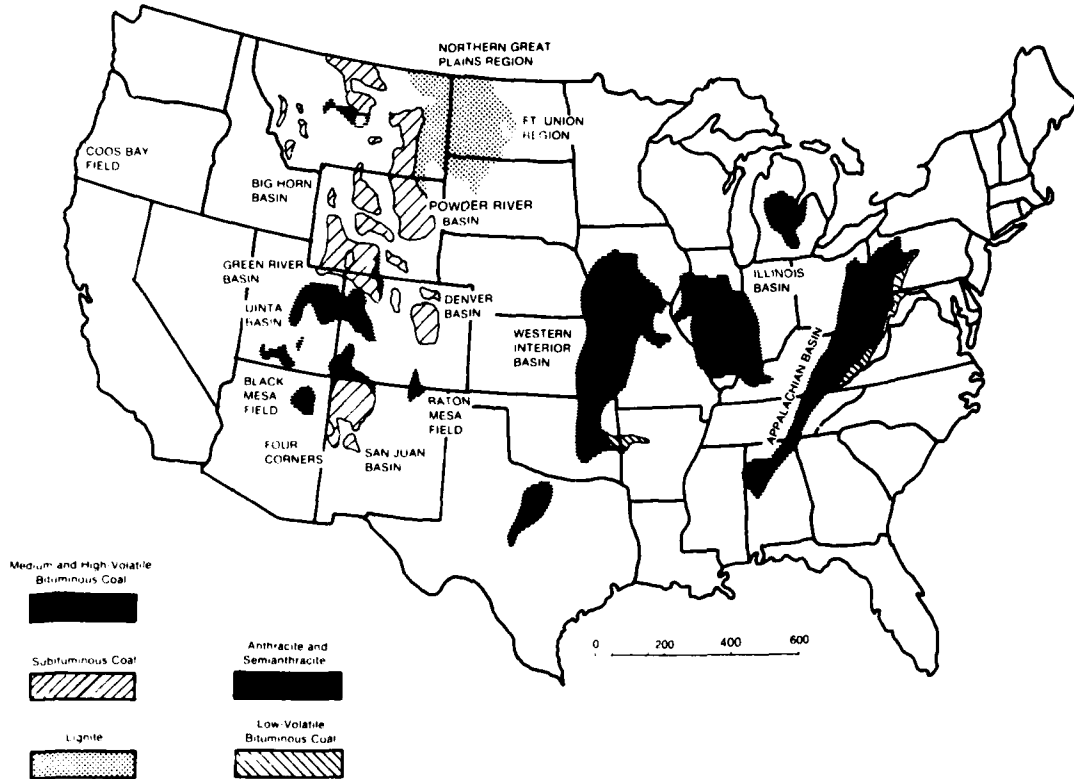 NORTHERN GREAT
PLAINS REGION
FT. UNION
REGION
COOS BAY
FIELD
BIG HORN
BASIN
POWDER RIVER
BASIN
GREEN RIVER
BASIN
UINTA
BASIN
DENVER
BASIN
ILLINOIS
BASIN
WESTERN
INTERIOR
BASIN
APPALACHIAN BASIN
BLACK
MESA
FIELD
RATON
MESA
FIELD
FOUR
CORNERS
SAN JUAN
BASIN
Medium and High-Volatile
Bituminous Coal
Subituminous Coal
Anthracite and
Semianthracite
Lignite
Low-Volatile
Bituminous Coal
0 200 400 600